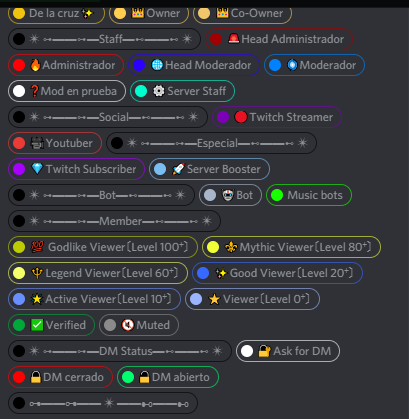 De la cruz ✨ 👑 Owner 👑 Co-Owner
✴ ⊶——⊶—Staff—⊷——⊷ ✴ 🚨Head Administrador
🔥Administrador 🌐Head Moderador 🌀Moderador
❓Mod en prueba ⚙Server Staff
✴ ⊶——⊶—Social—⊷——⊷ ✴ 🔴Twitch Streamer
🎬Youtuber ✴ ⊶——⊶—Especial—⊷——⊷ ✴
💎Twitch Subscriber 🚀Server Booster
✴ ⊶——⊶—Bot—⊷——⊷ ✴ 🤖Bot Music bots
✴ ⊶——⊶—Member—⊷——⊷ ✴
💯 Godlike Viewer〔Level 100⁺〕 ⚜Mythic Viewer〔Level 80⁺〕
🔱Legend Viewer〔Level 60⁺〕 ✨Good Viewer〔Level 20⁺〕
🌟Active Viewer〔Level 10⁺〕 ⭐Viewer〔Level 0⁺〕
✅Verified 🔇Muted
✴ ⊶——⊶—DM Status—⊷——⊷ ✴ 🔐Ask for DM
🔒DM cerrado 🔓DM abierto
⊶—⊶——— ✴ ———⊷—⊷